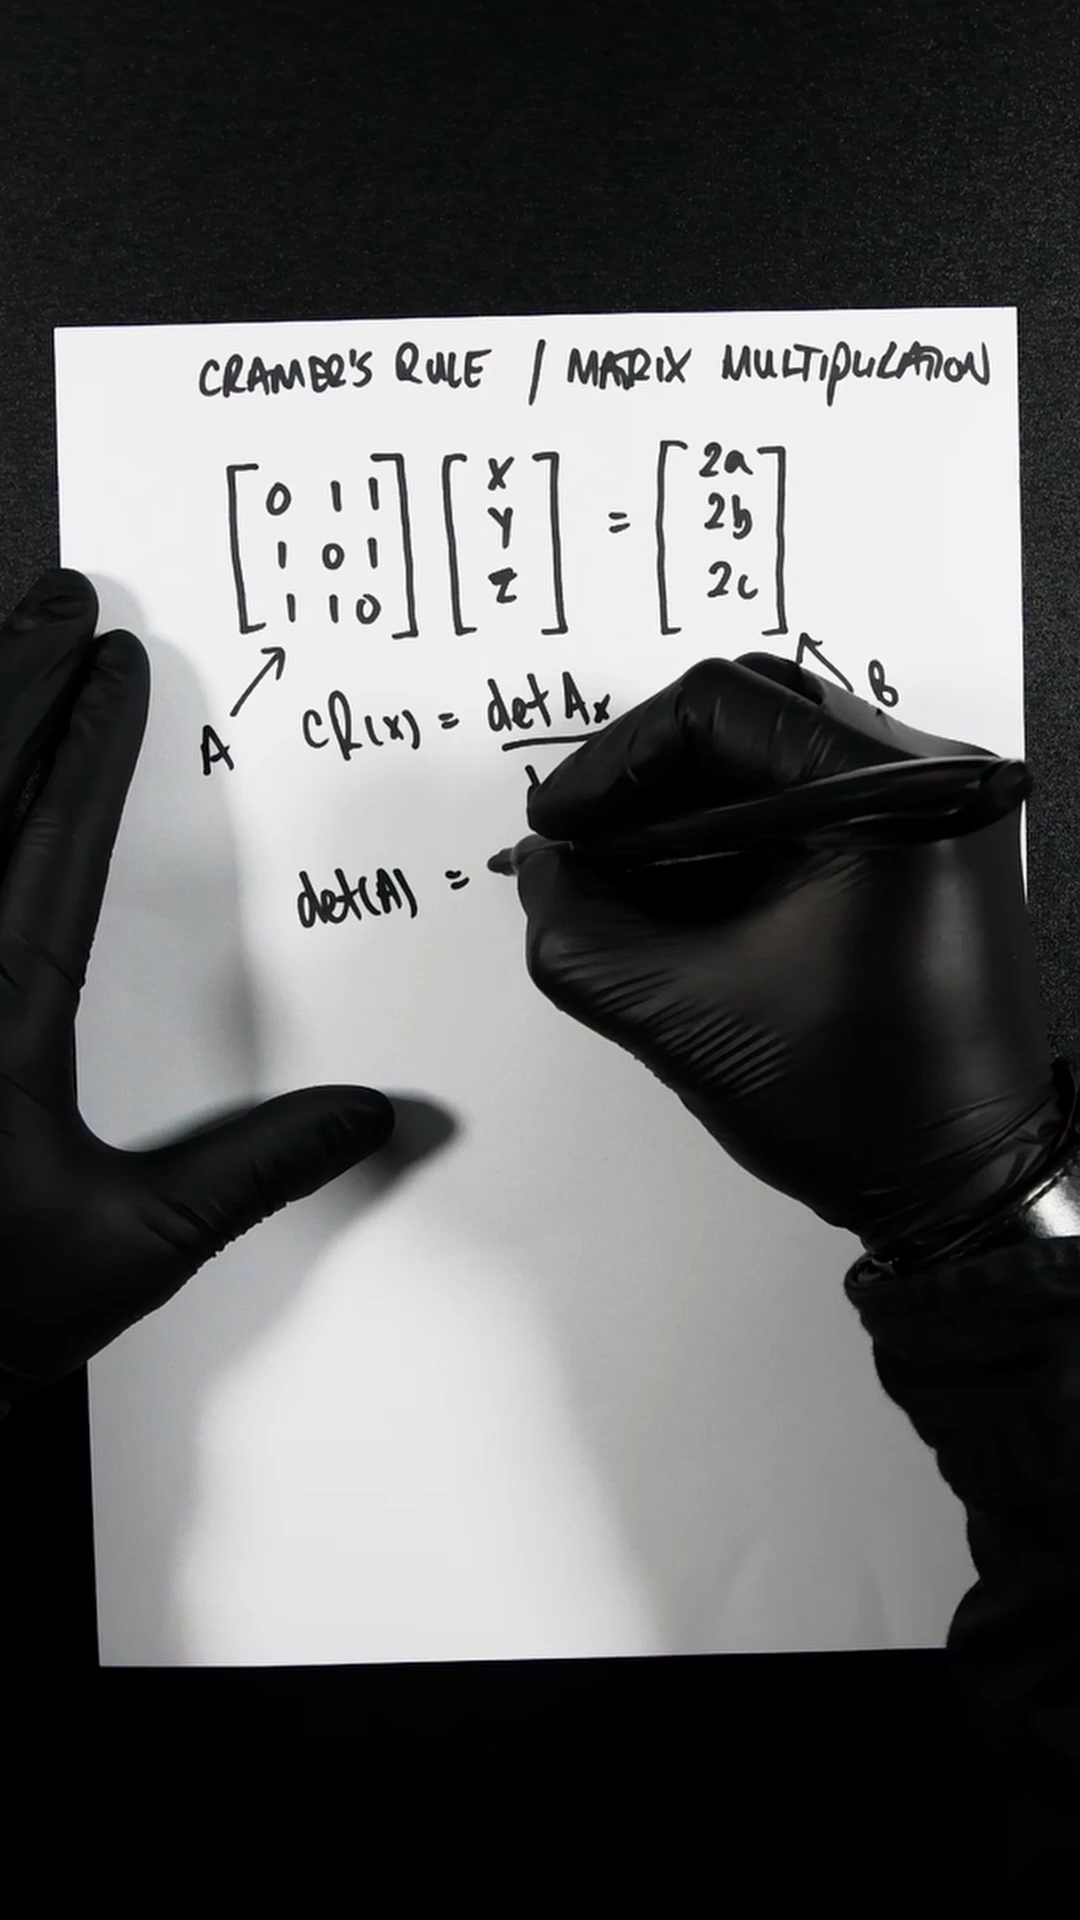 CRAMER'S RULE / MATRIX MULTIPLICATION
[0 1 1] [x] = [2a]
[1 0 1] [y] [2b]
[1 1 0] [z] [2c]
A B
CR(x) = det Ax
det(A) =